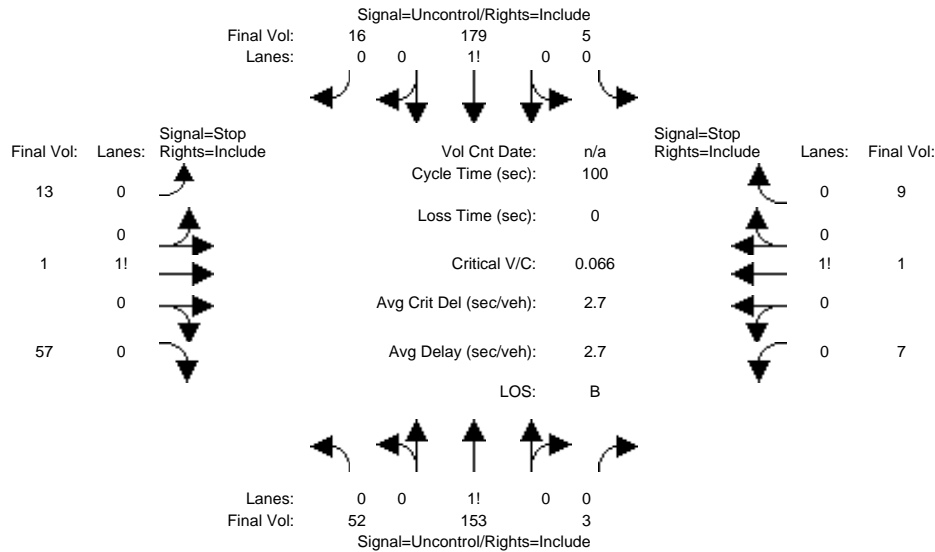 Signal=Uncontrol/Rights=Include
Final Vol: 16 179 5
Lanes: 0 0 1! 0 0
Signal=Stop
Final Vol: Lanes: Rights=Include
Vol Cnt Date: n/a
Signal=Stop
Rights=Include Lanes: Final Vol:
Cycle Time (sec): 100
13 0
0 9
Loss Time (sec): 0
0
0
1 1!
Critical V/C: 0.066
1! 1
0
Avg Crit Del (sec/veh): 2.7
0
57 0
Avg Delay (sec/veh): 2.7
0 7
LOS: B
Lanes: 0 0 1! 0 0
Final Vol: 52 153 3
Signal=Uncontrol/Rights=Include